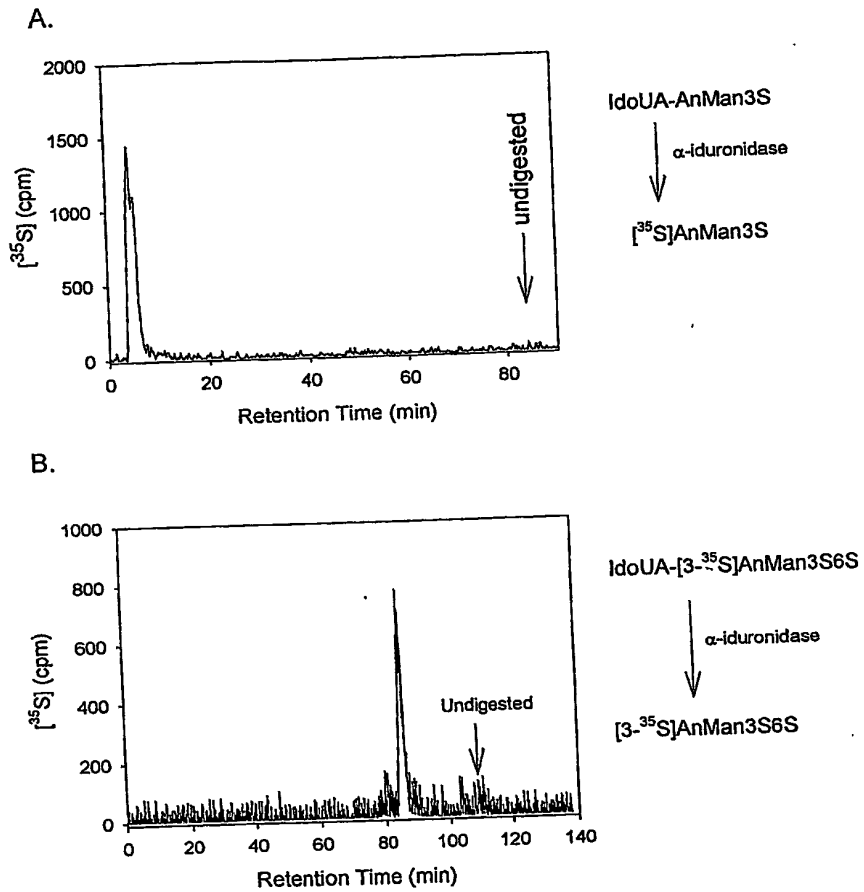 A.
2000
1500
1000
500
0
[³⁵S] (cpm)
undigested
0 20 40 60 80
Retention Time (min)
IdoUA-AnMan3S
α-iduronidase
[³⁵S]AnMan3S
B.
1000
800
600
400
200
0
[³⁵S] (cpm)
Undigested
0 20 40 60 80 100 120 140
Retention Time (min)
IdoUA-[3-³⁵S]AnMan3S6S
α-iduronidase
[3-³⁵S]AnMan3S6S